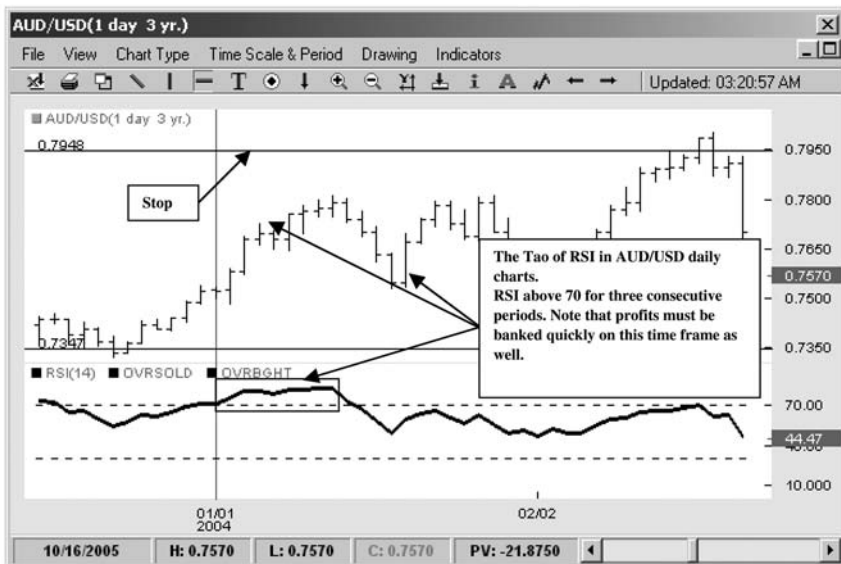 AUD/USD(1 day 3 yr.)
File View Chart Type Time Scale & Period Drawing Indicators
T i A Updated: 03:20:57 AM
AUD/USD(1 day 3 yr.)
0.7948
0.7950
Stop
0.7800
The Tao of RSI in AUD/USD daily
charts.
RSI above 70 for three consecutive
periods. Note that profits must be
banked quickly on this time frame as
well.
0.7650
0.7570
0.7500
0.7347
0.7350
RSI(14) OVRSOLD OVRBGHT
70.00
44.47
40.00
10.000
01/01
2004
02/02
10/16/2005 H: 0.7570 L: 0.7570 C: 0.7570 PV: -21.8750